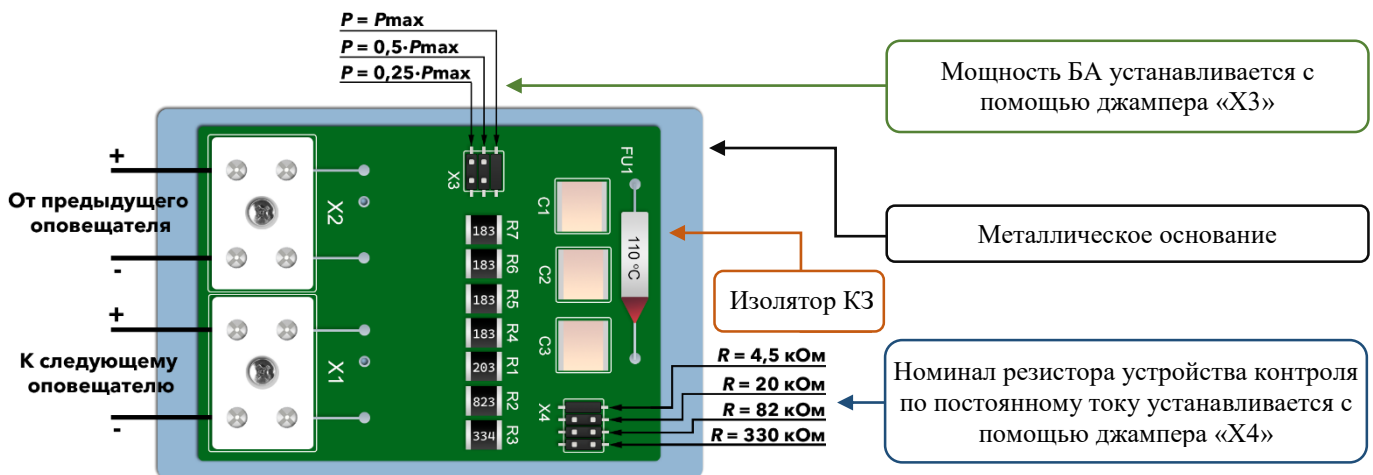 P = Pmax
P = 0,5·Pmax
P = 0,25·Pmax
Мощность БА устанавливается с
помощью джампера «X3»
+
От предыдущего
оповещателя
-
X2
X3
FU1
C1
183
R7
110 °C
Металлическое основание
183
R6
C2
183
R5
Изолятор КЗ
+
К следующему
оповещателю
-
X1
183
R4
C3
203
R1
823
R2
334
R3
X4
R = 4,5 кОм
R = 20 кОм
R = 82 кОм
R = 330 кОм
Номинал резистора устройства контроля
по постоянному току устанавливается с
помощью джампера «X4»